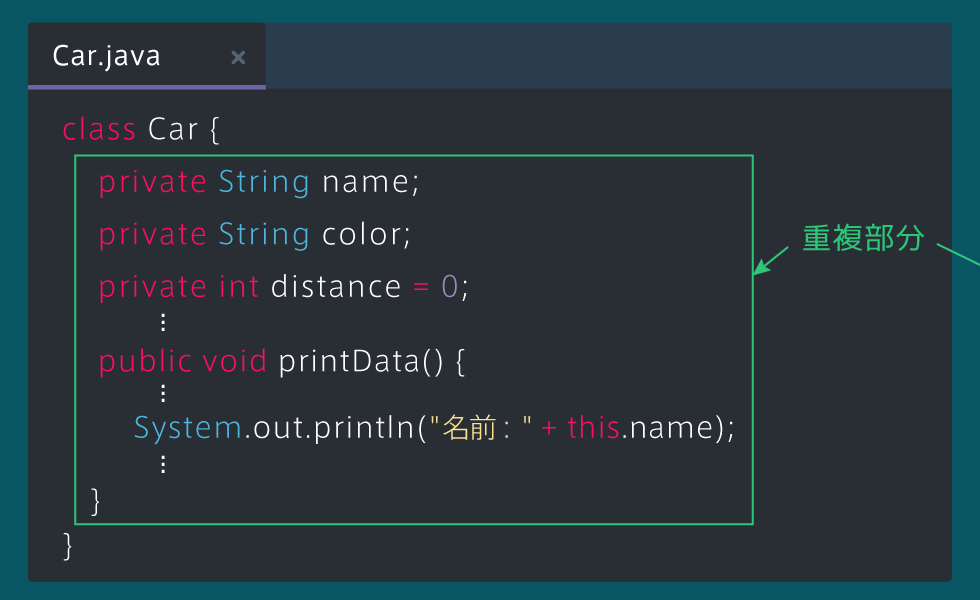 Car.java ×
class Car {
private String name;
private String color;
重複部分
private int distance = 0;
⋮
public void printData() {
⋮
System.out.println("名前：" + this.name);
⋮
}
}